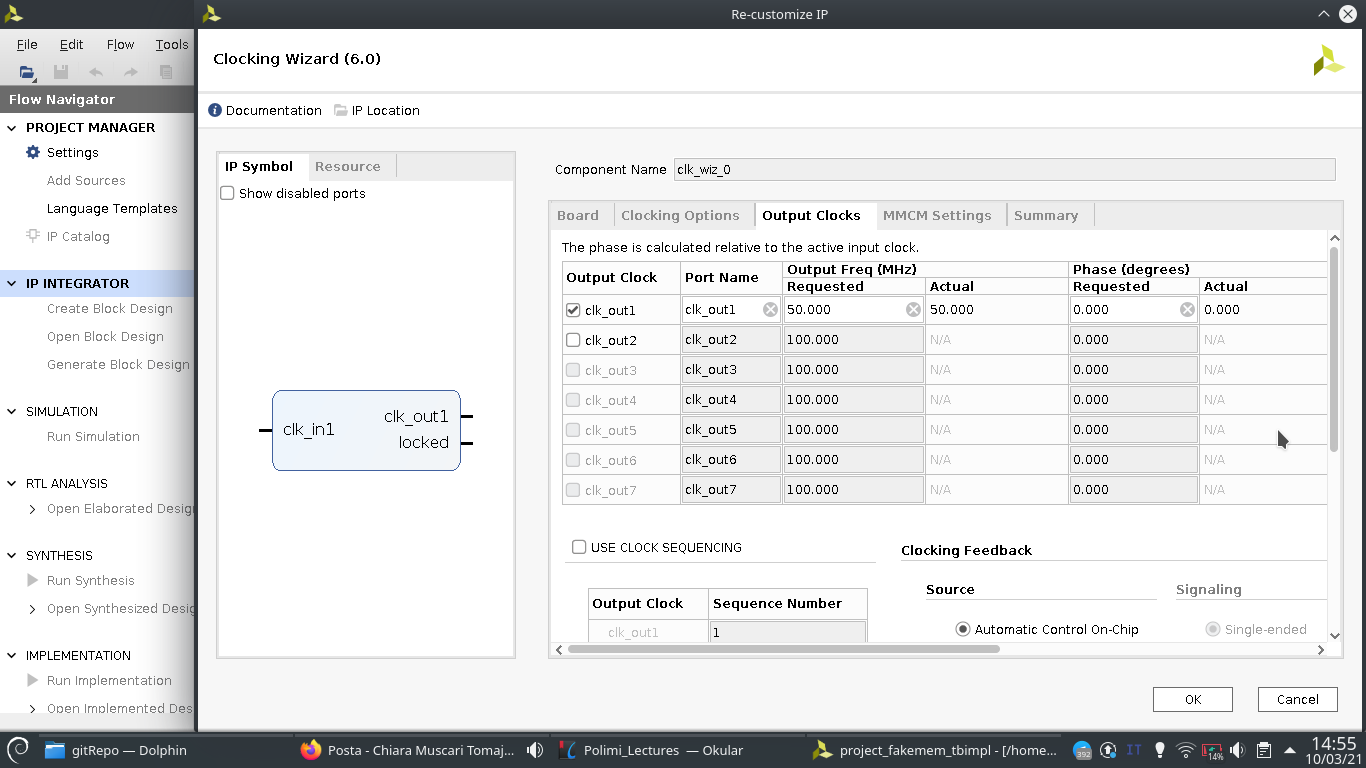 Re-customize IP
File Edit Flow Tools
Flow Navigator
PROJECT MANAGER
Settings
Add Sources
Language Templates
IP Catalog
IP INTEGRATOR
Create Block Design
Open Block Design
Generate Block Design
SIMULATION
Run Simulation
RTL ANALYSIS
Open Elaborated Desig
SYNTHESIS
Run Synthesis
Open Synthesized Desig
IMPLEMENTATION
Run Implementation
Open Implemented Des
Clocking Wizard (6.0)
Documentation IP Location
IP Symbol Resource
Show disabled ports
clk_in1
clk_out1
locked
Component Name clk_wiz_0
Board Clocking Options Output Clocks MMCM Settings Summary
The phase is calculated relative to the active input clock.
Output Clock Port Name Output Freq (MHz) Phase (degrees)
Requested Actual Requested Actual
clk_out1 clk_out1 50.000 50.000 0.000 0.000
clk_out2 clk_out2 100.000 N/A 0.000 N/A
clk_out3 clk_out3 100.000 N/A 0.000 N/A
clk_out4 clk_out4 100.000 N/A 0.000 N/A
clk_out5 clk_out5 100.000 N/A 0.000 N/A
clk_out6 clk_out6 100.000 N/A 0.000 N/A
clk_out7 clk_out7 100.000 N/A 0.000 N/A
USE CLOCK SEQUENCING
Output Clock Sequence Number
clk_out1 1
Clocking Feedback
Source Signaling
Automatic Control On-Chip Single-ended
OK Cancel
gitRepo — Dolphin Posta - Chiara Muscari Tomaj... Polimi_Lectures — Okular project_fakemem_tbimpl - [/home... 392 IT 14% 14:55
10/03/21